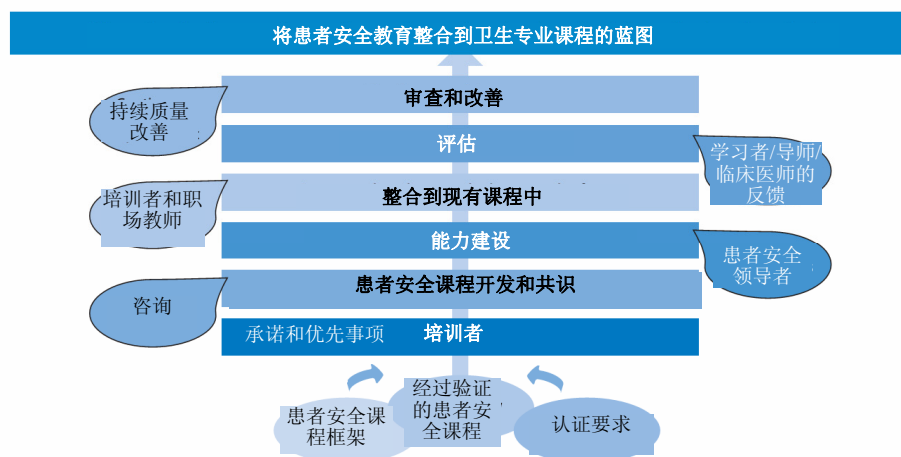 将患者安全教育整合到卫生专业课程的蓝图
审查和改善
持续质量
改善
评估
学习者/导师/
临床医师的
反馈
整合到现有课程中
培训者和职
场教师
能力建设
患者安全
领导者
患者安全课程开发和共识
咨询
承诺和优先事项 培训者
经过验证
的患者安
全课程
患者安全课
程框架
认证要求